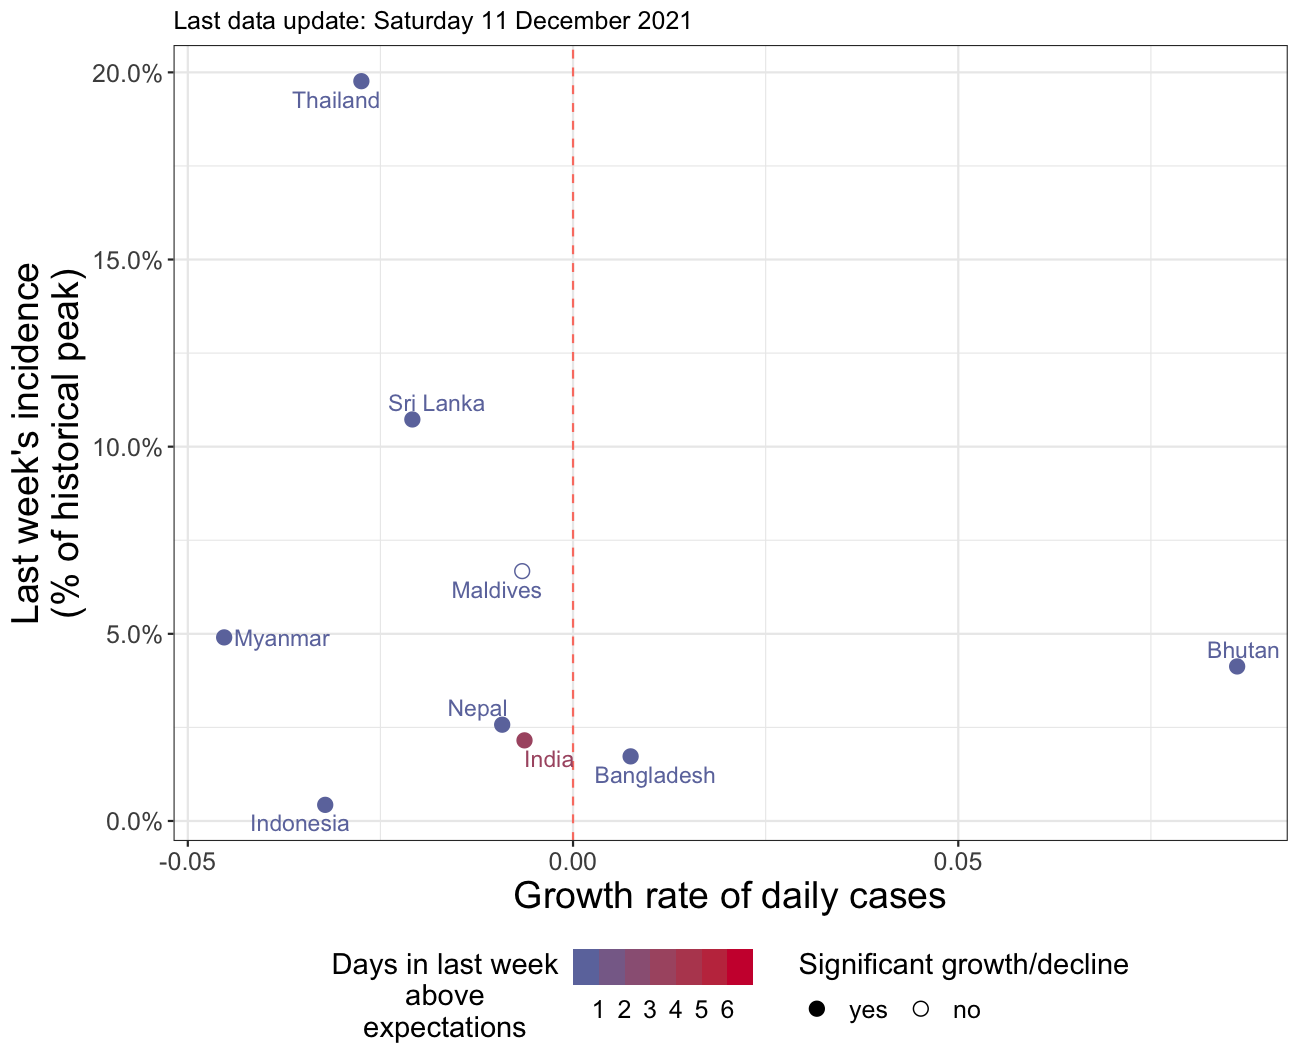 Last data update: Saturday 11 December 2021
20.0%
Thailand
15.0%
Last week's incidence
(% of historical peak)
Sri Lanka
10.0%
Maldives
5.0%
Myanmar
Bhutan
Nepal
India
Bangladesh
0.0%
Indonesia
-0.05 0.00 0.05
Growth rate of daily cases
Days in last week
above
expectations
1 2 3 4 5 6
Significant growth/decline
yes no